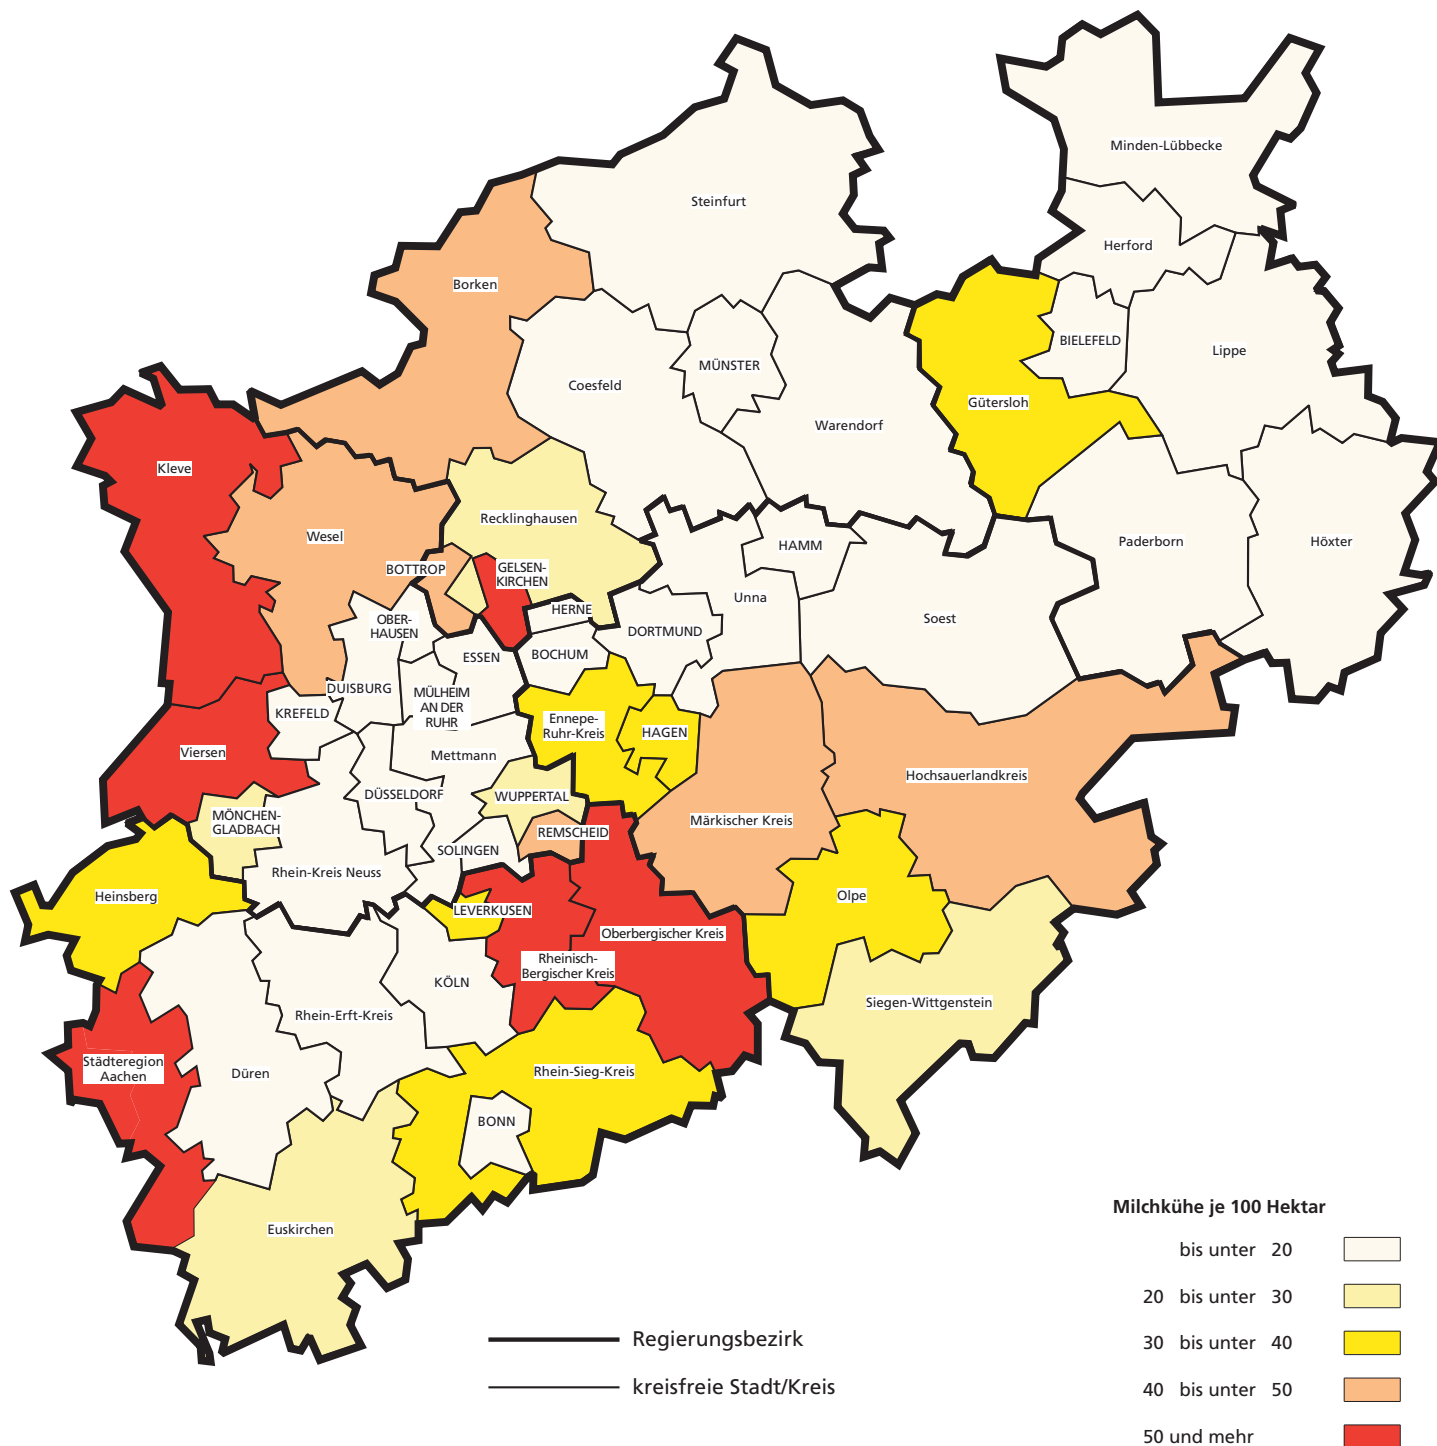 Minden-Lübbecke
Steinfurt
Herford
Borken
BIELEFELD
Lippe
MÜNSTER
Coesfeld
Gütersloh
Warendorf
Kleve
Recklinghausen
Wesel
HAMM
Paderborn
Höxter
BOTTROP
GELSEN-
KIRCHEN
Unna
HERNE
Soest
OBER-
HAUSEN
DORTMUND
ESSEN
BOCHUM
DUISBURG
MÜLHEIM
AN DER
RUHR
KREFELD
Ennepe-
Ruhr-Kreis
HAGEN
Viersen
Mettmann
Hochsauerlandkreis
DÜSSELDORF
WUPPERTAL
MÖNCHEN-
GLADBACH
Märkischer Kreis
REMSCHEID
SOLINGEN
Rhein-Kreis Neuss
Heinsberg
Olpe
LEVERKUSEN
Oberbergischer Kreis
Rheinisch-
Bergischer Kreis
KÖLN
Siegen-Wittgenstein
Rhein-Erft-Kreis
Städteregion
Aachen
Düren
Rhein-Sieg-Kreis
BONN
Euskirchen
Milchkühe je 100 Hektar
bis unter 20
20 bis unter 30
30 bis unter 40
40 bis unter 50
50 und mehr
Regierungsbezirk
kreisfreie Stadt/Kreis